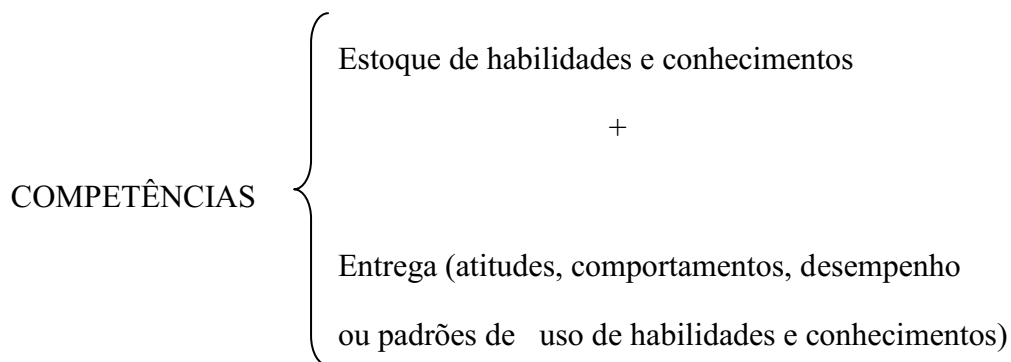 Estoque de habilidades e conhecimentos
+
COMPETÊNCIAS
Entrega (atitudes, comportamentos, desempenho
ou padrões de uso de habilidades e conhecimentos)